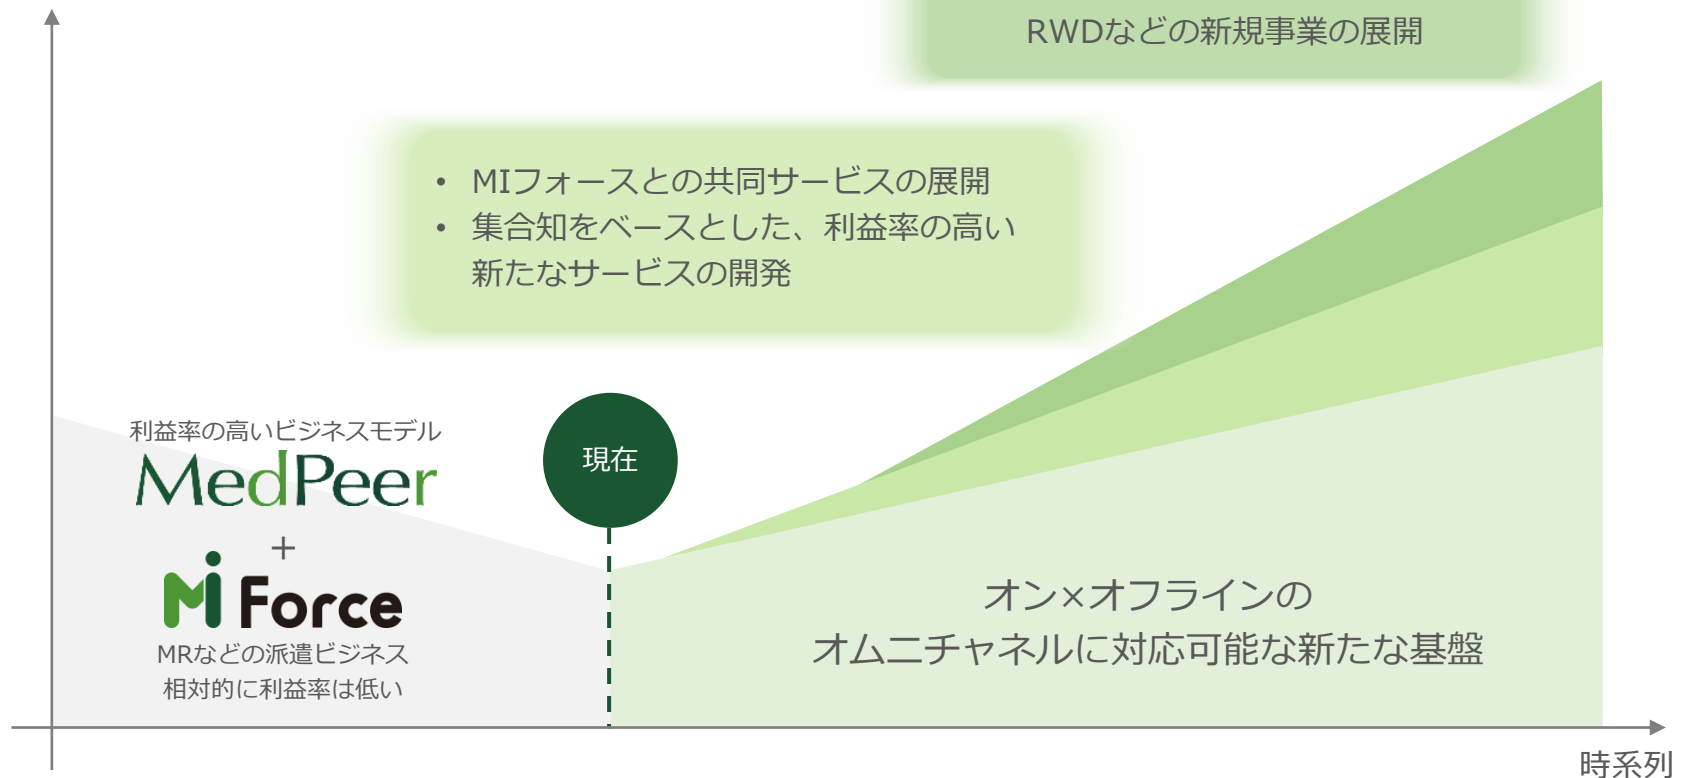 RWDなどの新規事業の展開
• MIフォースとの共同サービスの展開
• 集合知をベースとした、利益率の高い
新たなサービスの開発
利益率の高いビジネスモデル
MedPeer
+
Mi Force
MRなどの派遣ビジネス
相対的に利益率は低い
現在
オン×オフラインの
オムニチャネルに対応可能な新たな基盤
時系列